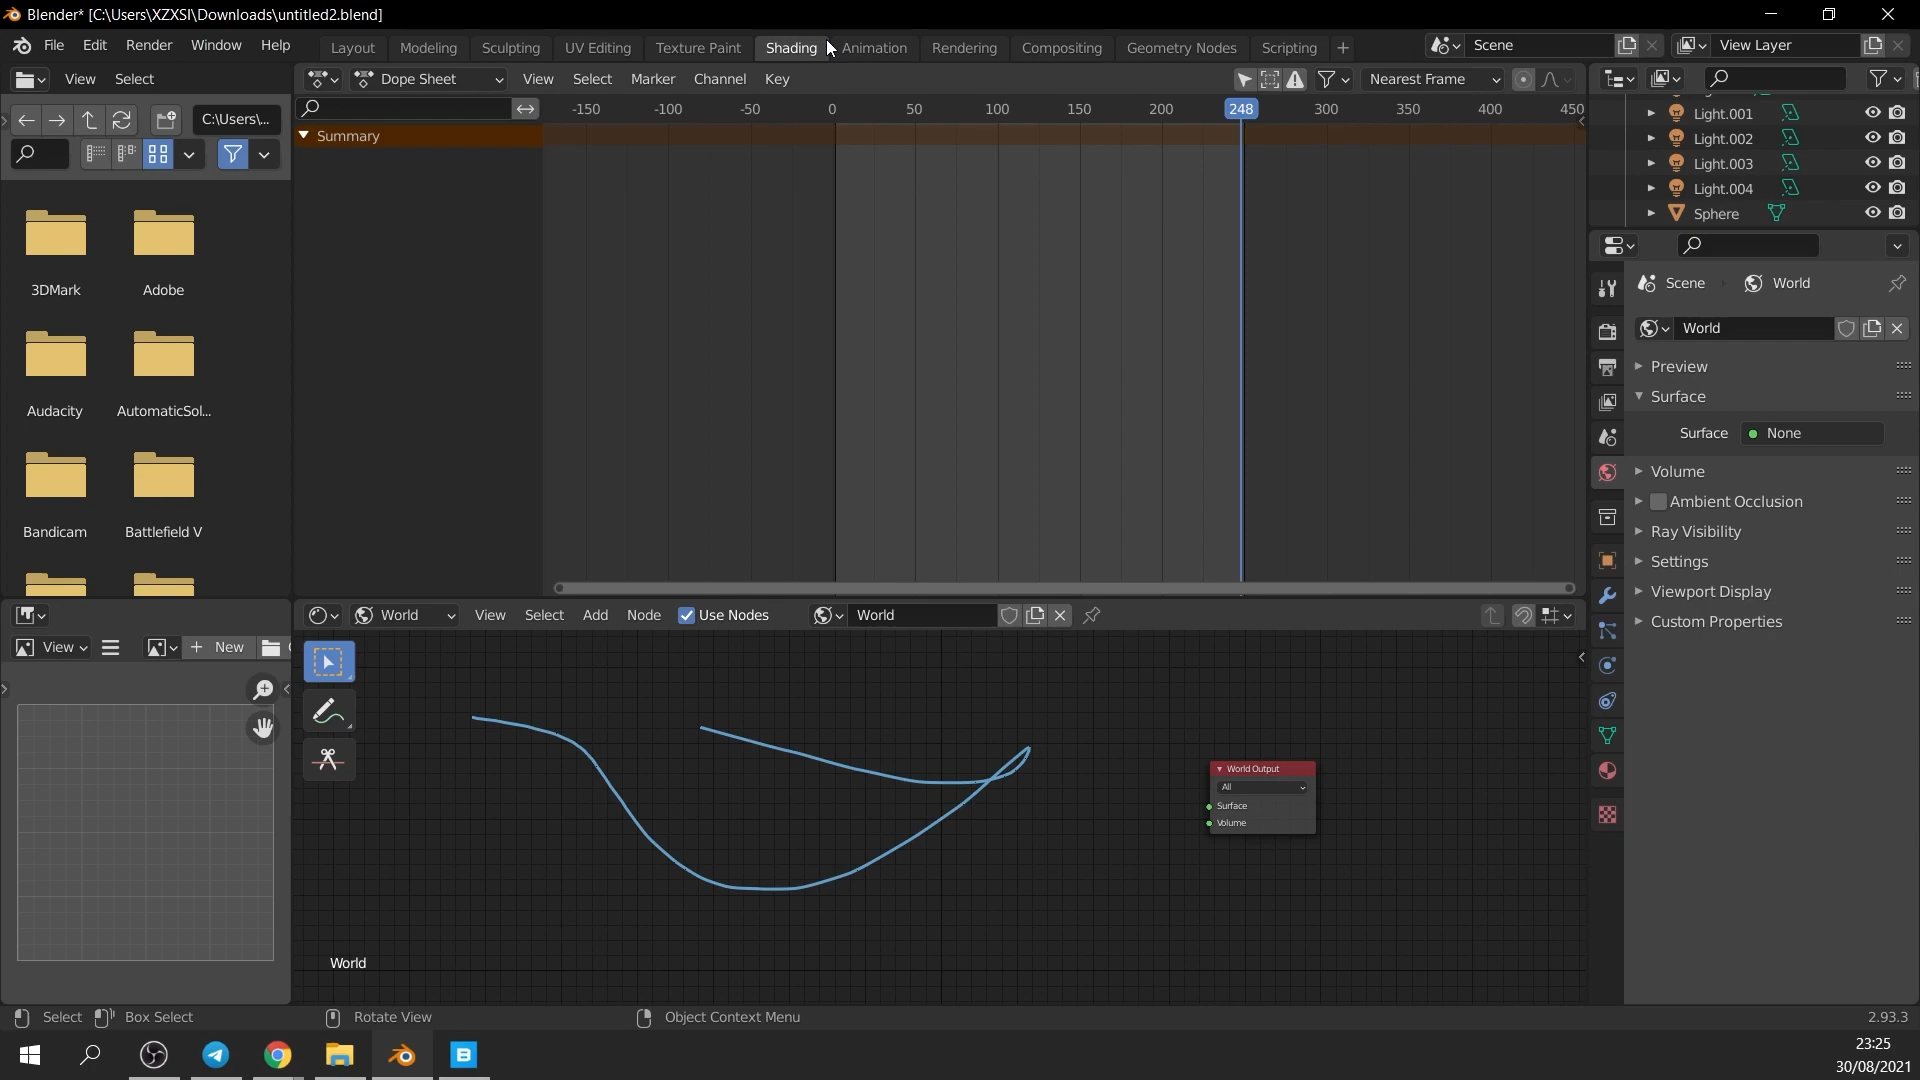 Blender* [C:\Users\XZXSI\Downloads\untitled2.blend]
File Edit Render Window Help Layout Modeling Sculpting UV Editing Texture Paint Shading Animation Rendering Compositing Geometry Nodes Scripting + Scene View Layer
View Select Dope Sheet View Select Marker Channel Key Nearest Frame
C:\Users\... -150 -100 -50 0 50 100 150 200 248 300 350 400 450
Summary
Light.001
Light.002
Light.003
Light.004
Sphere
3DMark Adobe
Audacity AutomaticSol...
Bandicam Battlefield V
Scene World
World
Preview
Surface
Surface None
Volume
Ambient Occlusion
Ray Visibility
Settings
Viewport Display
Custom Properties
World View Select Add Node Use Nodes World
View New
World Output
All
Surface
Volume
World
Select Box Select Rotate View Object Context Menu 2.93.3
23:25
30/08/2021